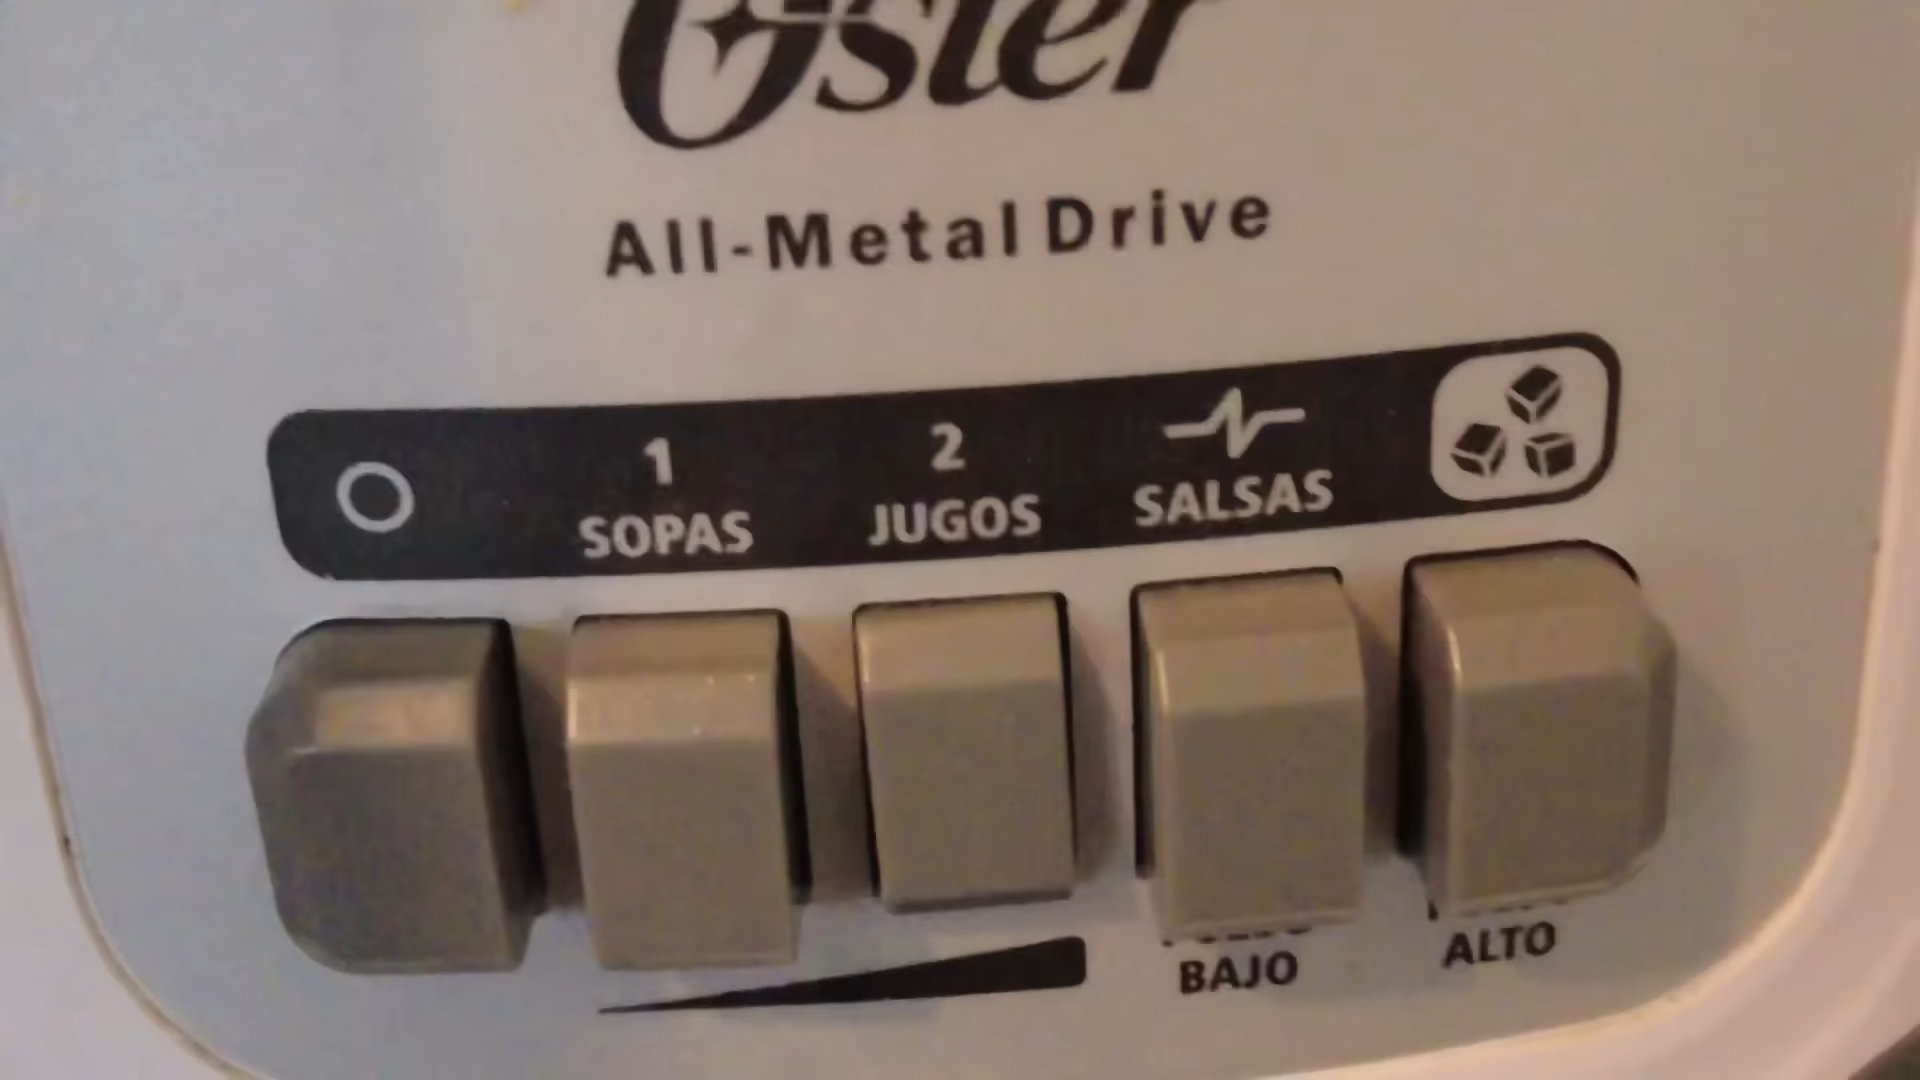 Oster
All-Metal Drive
1
2
SOPAS
JUGOS
SALSAS
BAJO
ALTO